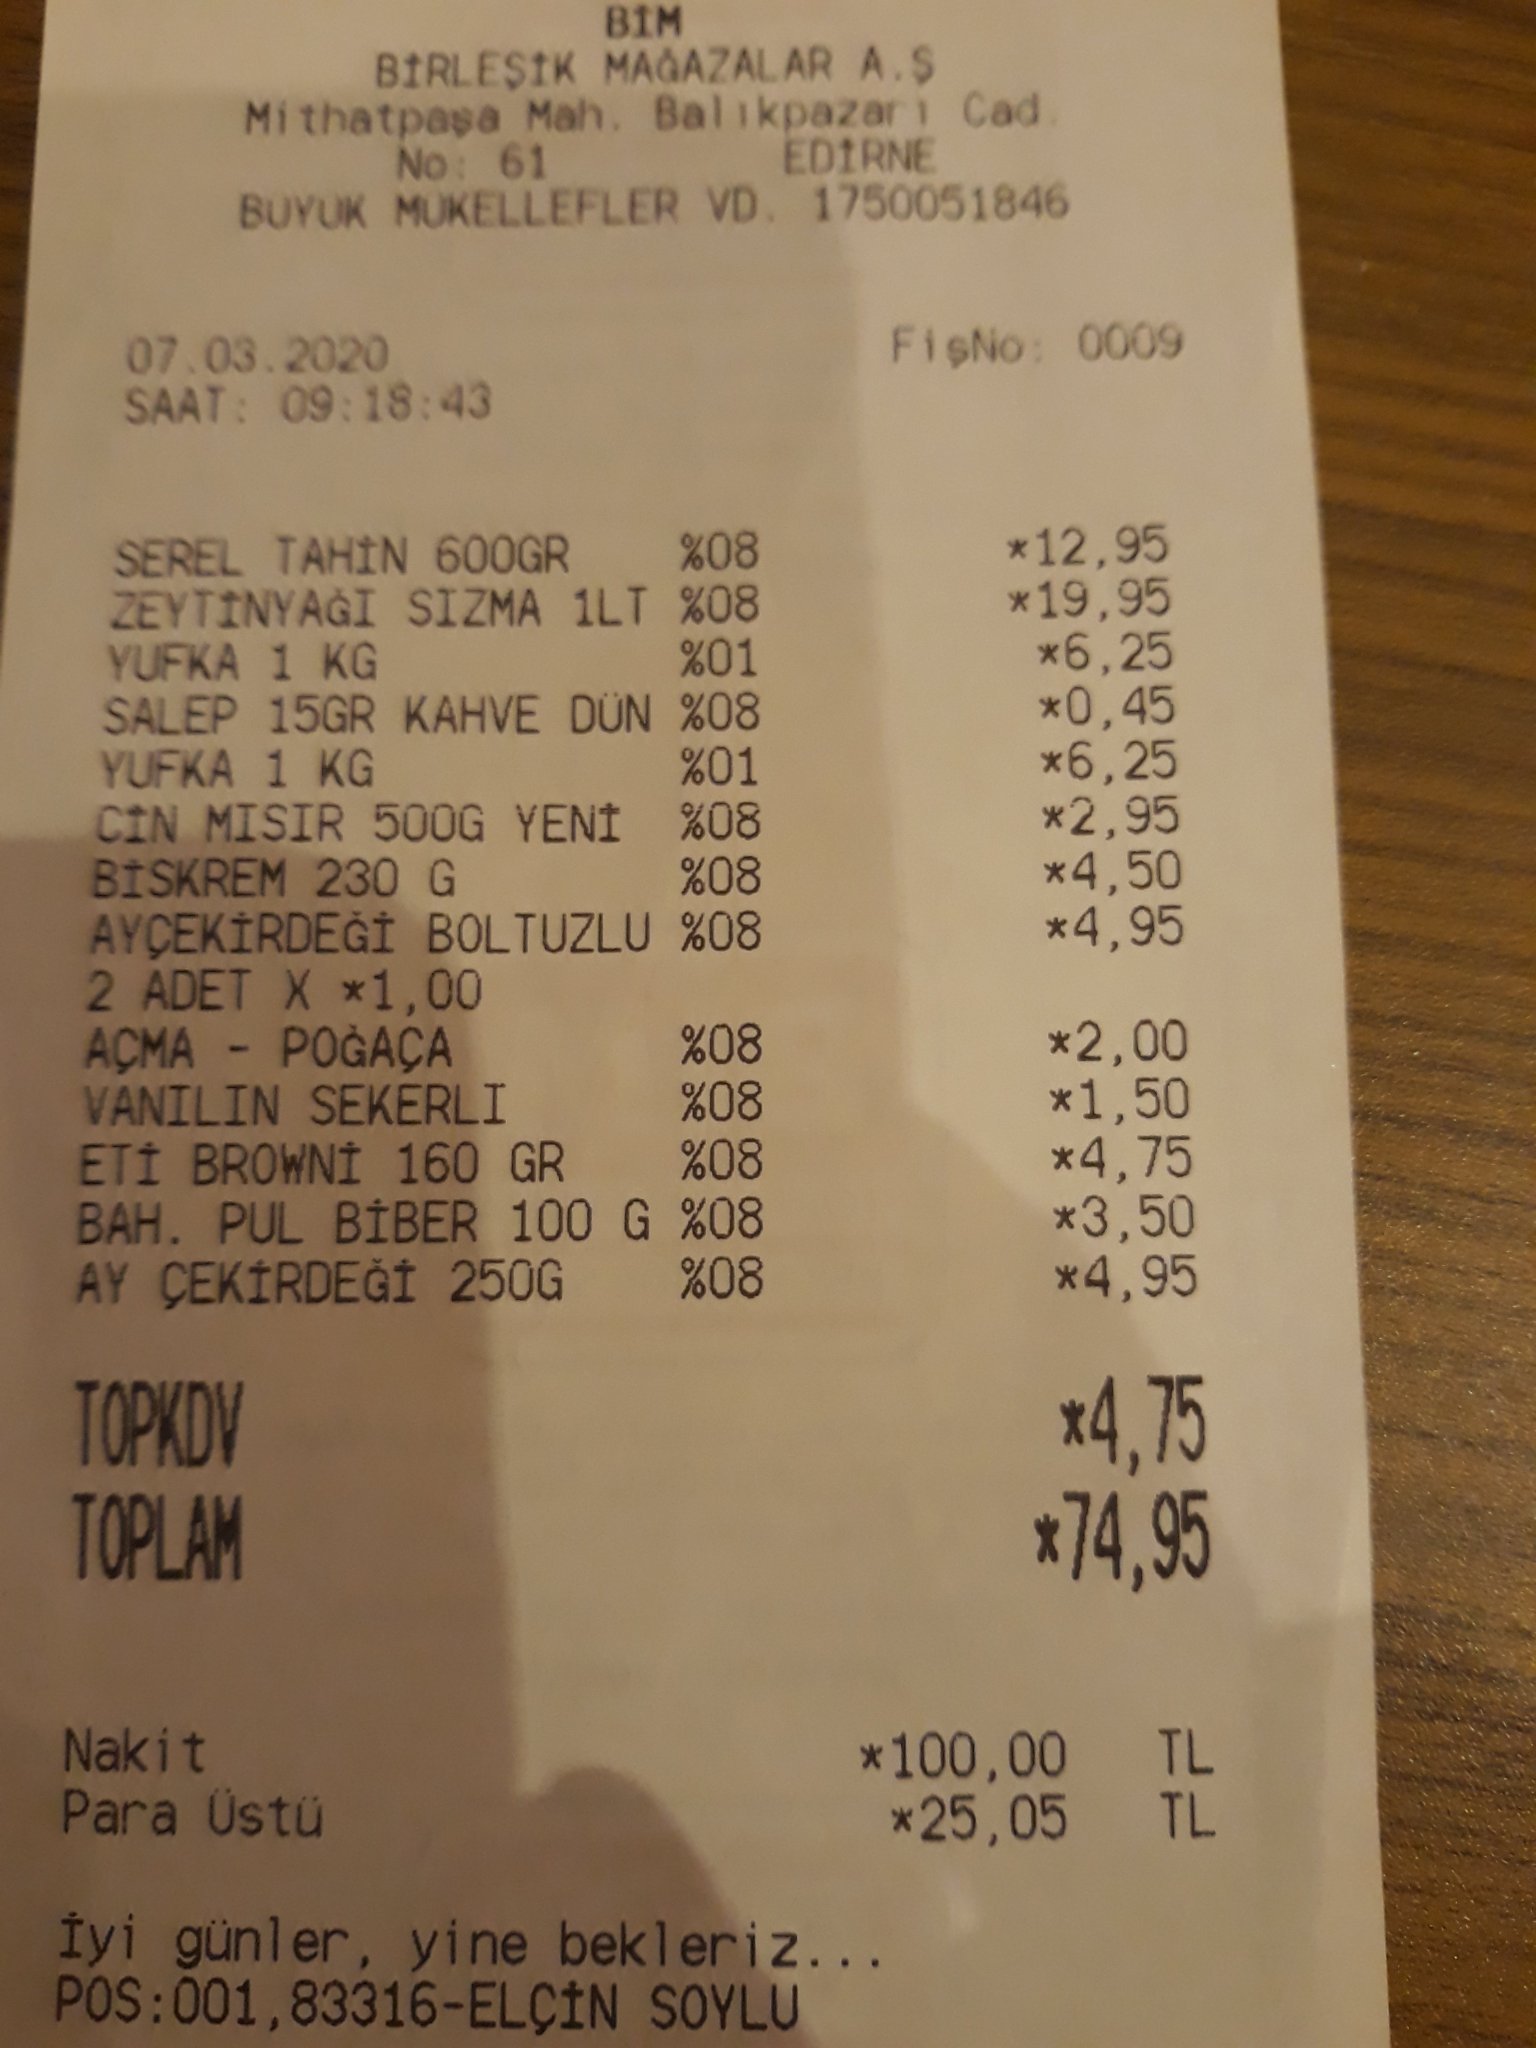 BİM
BİRLEŞİK MAĞAZALAR A.Ş
Mithatpaşa Mah. Balıkpazarı Cad.
No: 61 EDİRNE
BÜYÜK MÜKELLEFLER VD. 1750051846
07.03.2020 FişNo: 0009
SAAT: 09:18:43
SEREL TAHİN 600GR %08 *12,95
ZEYTİNYAĞI SIZMA 1LT %08 *19,95
YUFKA 1 KG %01 *6,25
SALEP 15GR KAHVE DÜN %08 *0,45
YUFKA 1 KG %01 *6,25
CİN MISIR 500G YENİ %08 *2,95
BİSKREM 230 G %08 *4,50
AYÇEKİRDEĞİ BOLTUZLU %08 *4,95
2 ADET X *1,00
AÇMA - POĞAÇA %08 *2,00
VANILIN SEKERLI %08 *1,50
ETİ BROWNİ 160 GR %08 *4,75
BAH. PUL BİBER 100 G %08 *3,50
AY ÇEKİRDEĞİ 250G %08 *4,95
TOPKDV *4,75
TOPLAM *74,95
Nakit *100,00 TL
Para Üstü *25,05 TL
İyi günler, yine bekleriz...
POS:001,83316-ELÇİN SOYLU